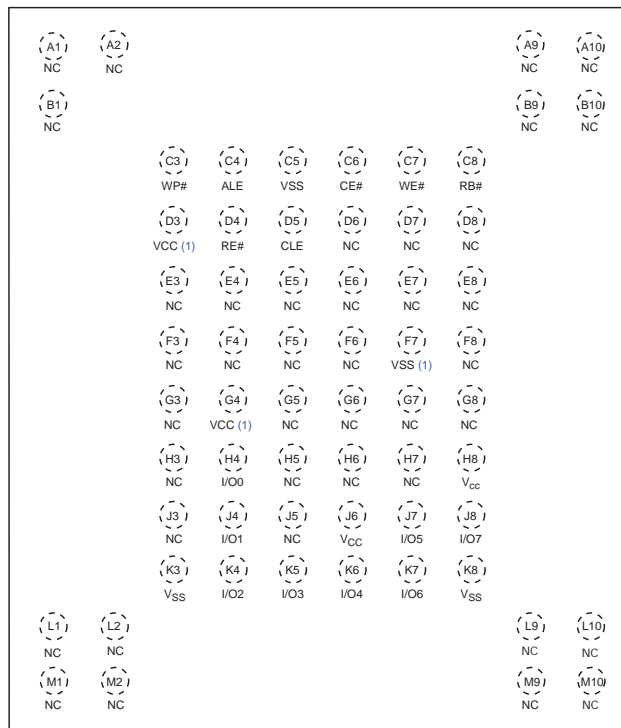 A1 A2 A9 A10
NC NC NC NC
B1 B9 B10
NC NC NC
C3 C4 C5 C6 C7 C8
WP# ALE VSS CE# WE# RB#
D3 D4 D5 D6 D7 D8
VCC (1) RE# CLE NC NC NC
E3 E4 E5 E6 E7 E8
NC NC NC NC NC NC
F3 F4 F5 F6 F7 F8
NC NC NC NC VSS (1) NC
G3 G4 G5 G6 G7 G8
NC VCC (1) NC NC NC NC
H3 H4 H5 H6 H7 H8
NC I/O0 NC NC NC Vcc
J3 J4 J5 J6 J7 J8
NC I/O1 NC VCC I/O5 I/O7
K3 K4 K5 K6 K7 K8
VSS I/O2 I/O3 I/O4 I/O6 VSS
L1 L2 L9 L10
NC NC NC NC
M1 M2 M9 M10
NC NC NC NC